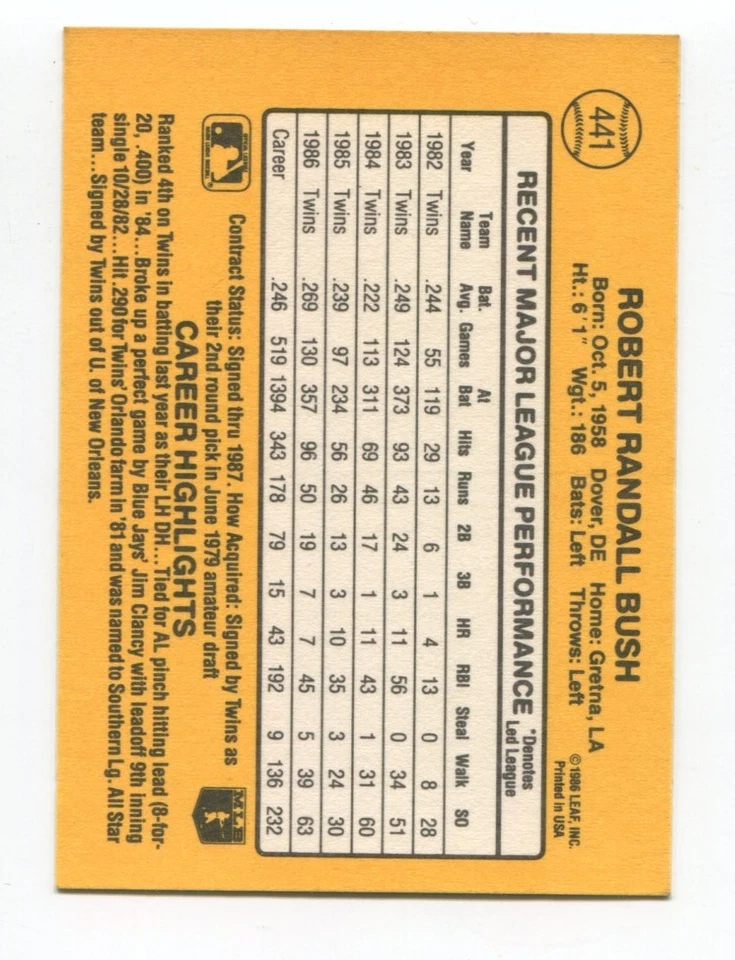 441
ROBERT RANDALL BUSH
Born: Oct. 5, 1958 Dover, DE Home: Gretna, LA
Ht.: 6'1" Wgt.: 186 Bats: Left Throws: Left
©1986 LEAF, INC.
Printed in USA
RECENT MAJOR LEAGUE PERFORMANCE *Denotes Led League
Year Team Name Bat. Avg. Games At Bat Hits Runs 2B 3B HR RBI Steal Walk SO
1982 Twins .244 55 119 29 13 6 1 4 13 0 8 28
1983 Twins .249 124 373 93 43 24 3 11 56 0 34 51
1984 Twins .222 113 311 69 46 17 1 11 43 1 31 60
1985 Twins .239 97 234 56 26 13 3 10 35 3 24 30
1986 Twins .269 130 357 96 50 19 7 7 45 5 39 63
Career .246 519 1394 343 178 79 15 43 192 9 136 232
Contract Status: Signed thru 1987. How Acquired: Signed by Twins as
their 2nd round pick in June 1979 amateur draft
MLB
CAREER HIGHLIGHTS
Ranked 4th on Twins in batting last year as their LH DH...Tied for AL pinch hitting lead (8-for-
20, .400) in '84...Broke up a perfect game by Blue Jays' Jim Clancy with leadoff 9th inning
single 10/28/82...Hit .290 for Twins' Orlando farm in '81 and was named to Southern Lg. All Star
team...Signed by Twins out of U. of New Orleans.